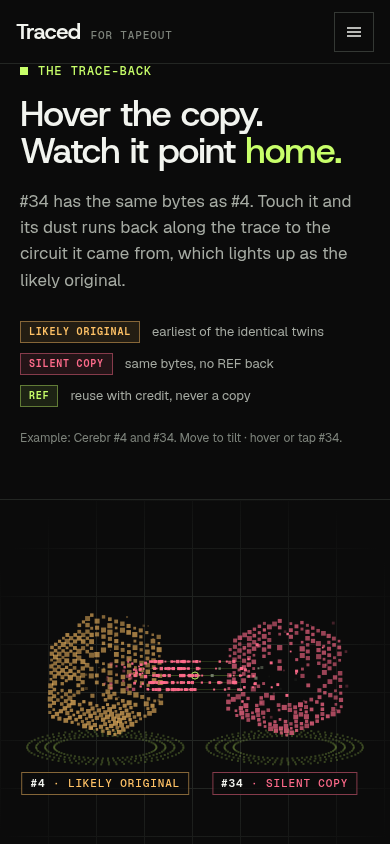 Traced FOR TAPEOUT
THE TRACE-BACK
Hover the copy.
Watch it point home.
#34 has the same bytes as #4. Touch it and
its dust runs back along the trace to the
circuit it came from, which lights up as the
likely original.
LIKELY ORIGINAL earliest of the identical twins
SILENT COPY same bytes, no REF back
REF reuse with credit, never a copy
Example: Cerebr #4 and #34. Move to tilt · hover or tap #34.
#4 · LIKELY ORIGINAL
#34 · SILENT COPY